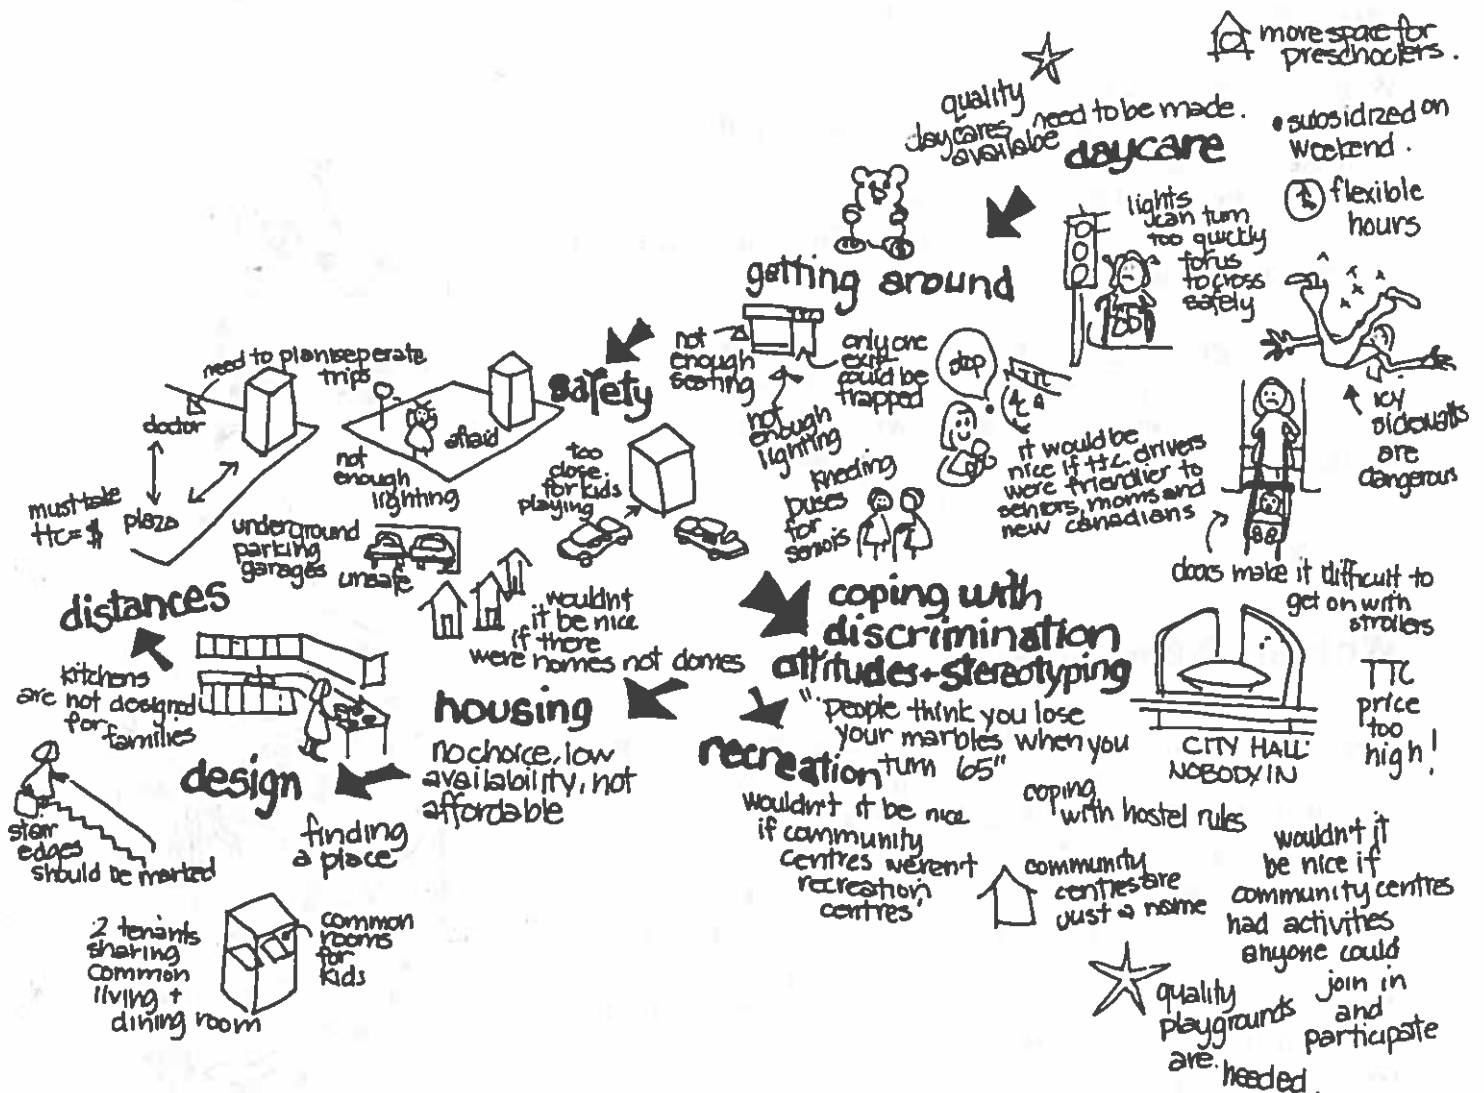 more space for
preschoolers.
quality
daycares
available
need to be made.
daycare
• subsidized on
weekend.
flexible
hours
lights
can turn
too quickly
for us
to cross
safely
getting around
not
enough
seating
only one
exit
could be
trapped
not
enough
lighting
stop
TTC
icy
sidewalks
are
dangerous
it would be
nice if ttc drivers
were friendlier to
seniors, moms and
new canadians
kneeling
buses
for
seniors
doors make it difficult to
get on with
strollers
TTC
price
too
high!
safety
need to plan seperate
trips
doctor
must take
ttc = $
plaza
afraid
not
enough
lighting
too
close
for kids
playing
underground
parking
garages
unsafe
distances
wouldn't
it be nice
if there
were homes not domes
coping with
discrimination
attitudes + stereotyping
"people think you lose
your marbles when you
turn 65"
CITY HALL
NOBODY IN
coping
with hostel rules
kitchens
are not designed
for
families
housing
no choice, low
availability, not
affordable
design
finding
a place
stair
edges
should be marked
2 tenants
sharing
common
living +
dining room
common
rooms
for
kids
recreation
wouldn't it be nice
if community
centres weren't
recreation
centres
community
centres are
just a name
wouldn't it
be nice if
community centres
had activities
anyone could
join in
and
participate
quality
playgrounds
are
needed.